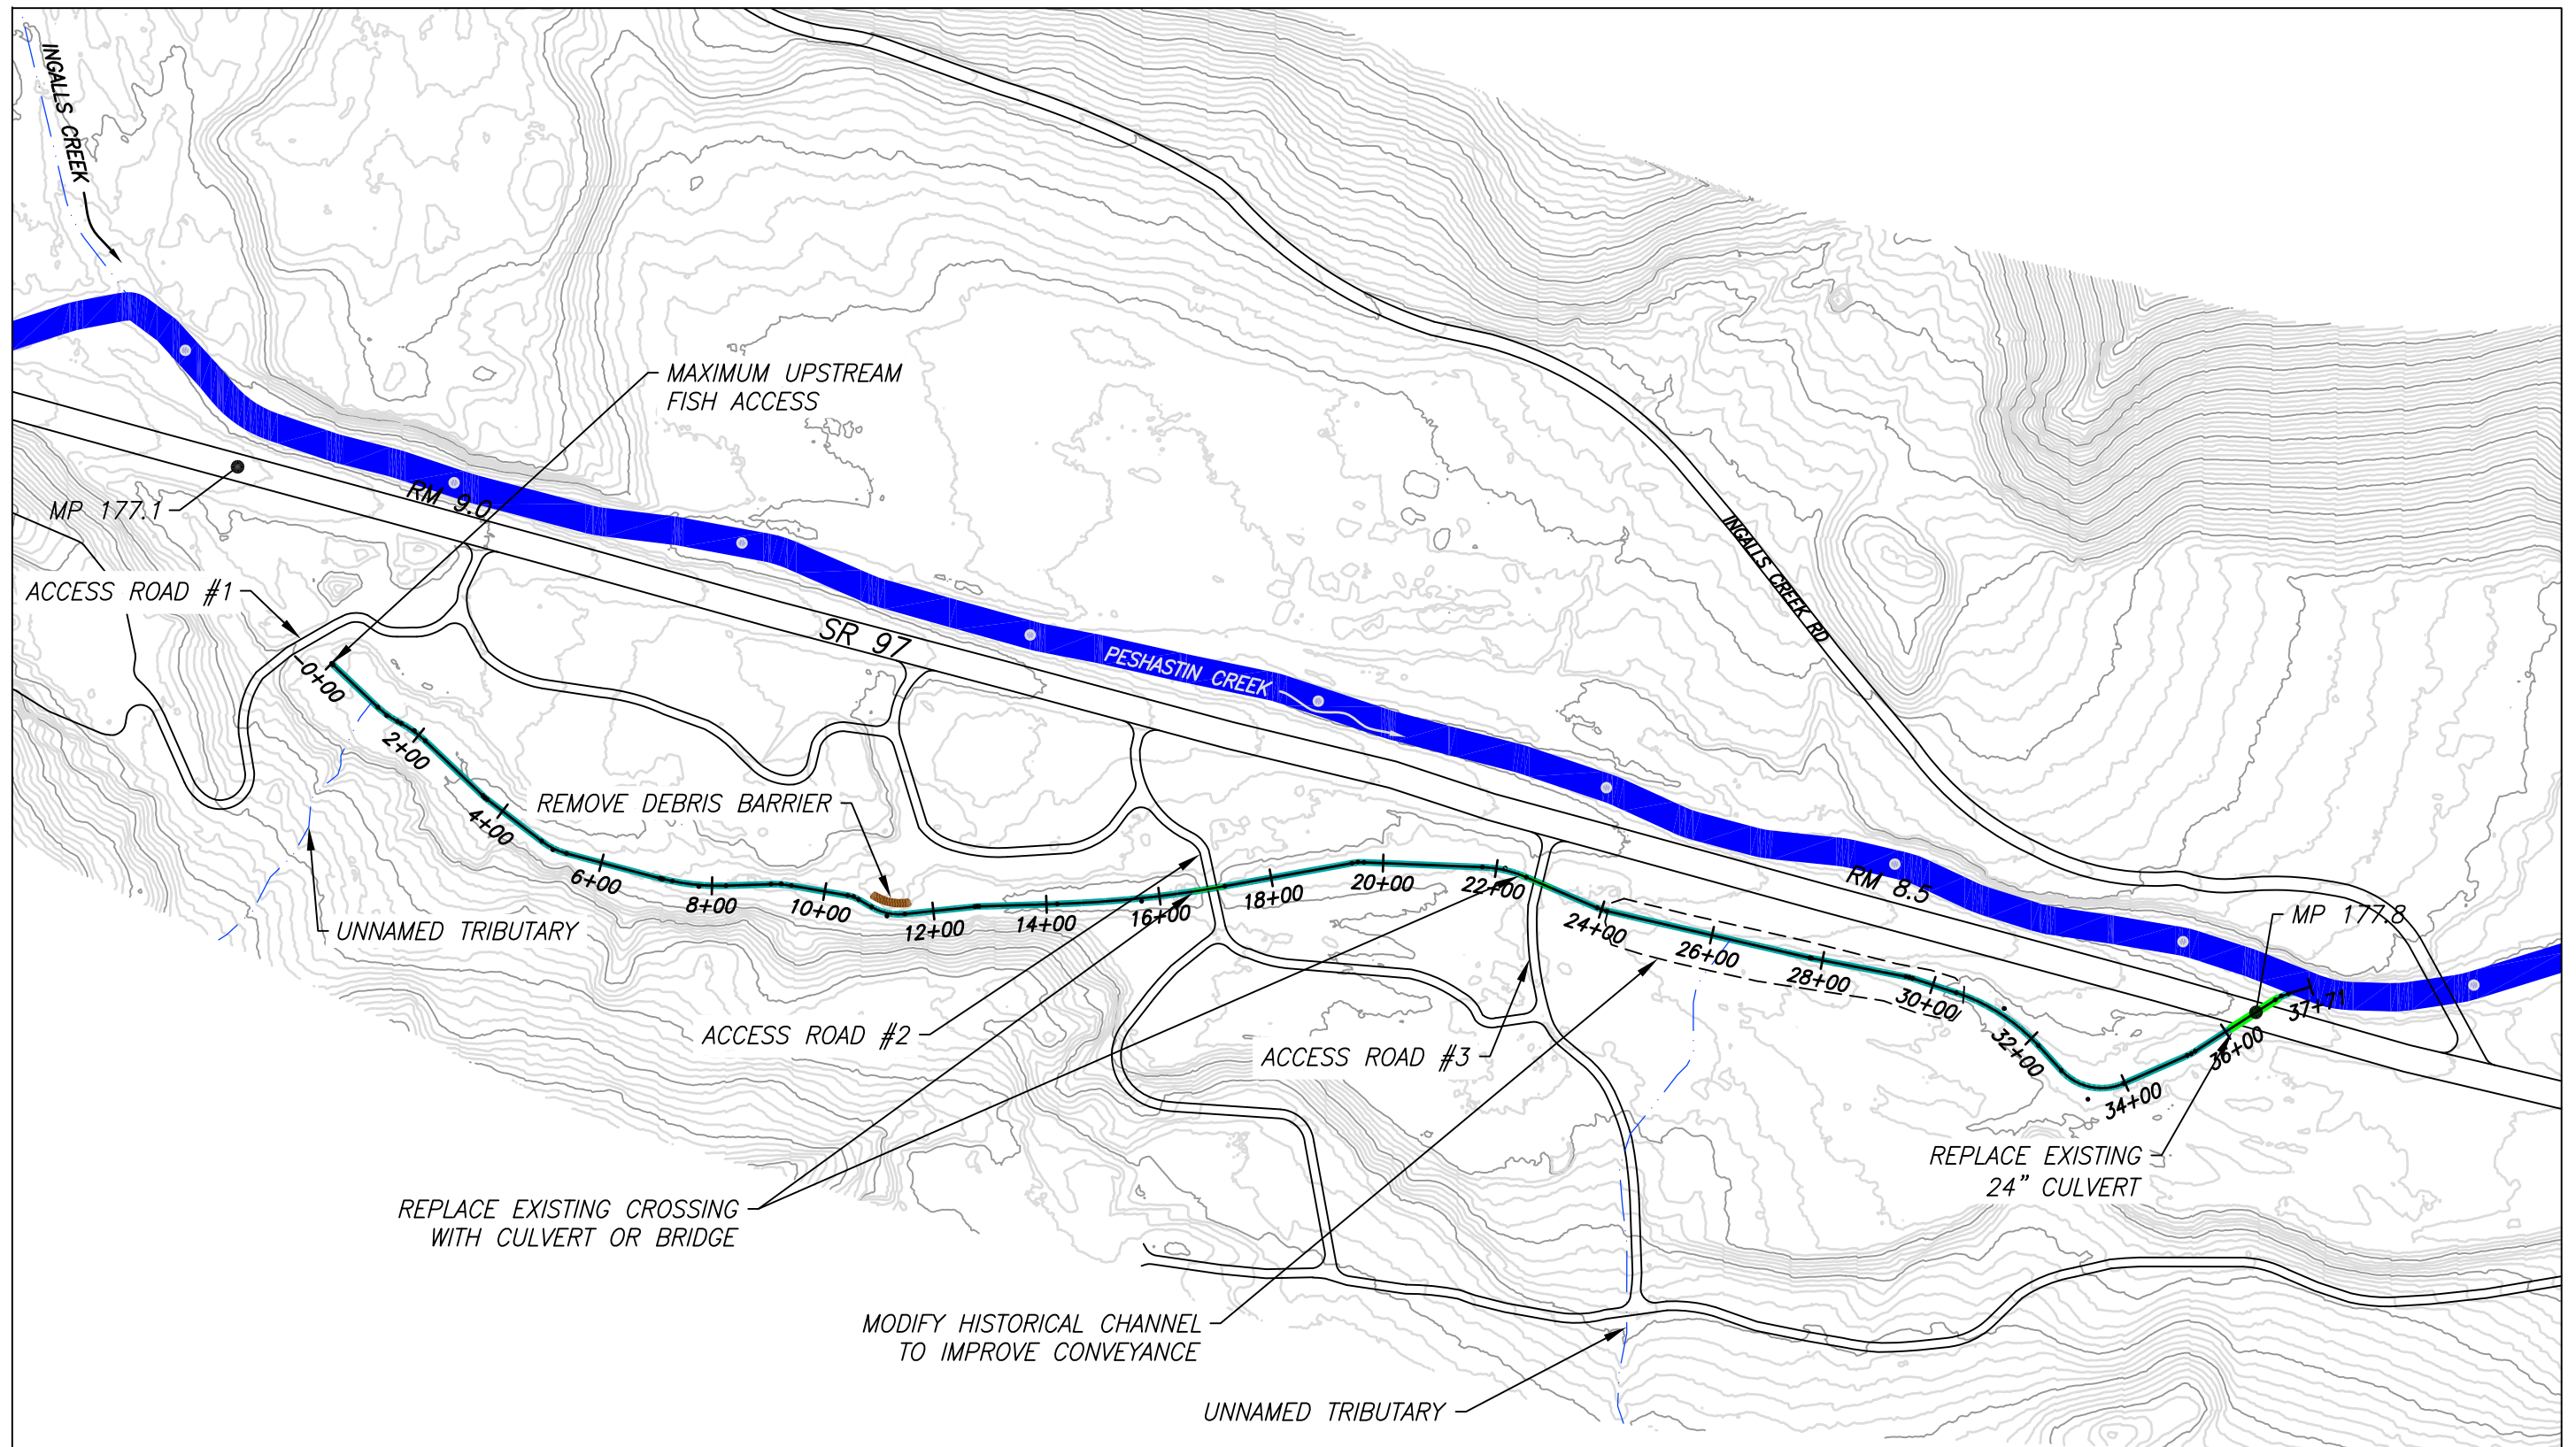 INGALLS CREEK
MAXIMUM UPSTREAM
FISH ACCESS
MP 177.1
RM 9.0
ACCESS ROAD #1
SR 97
PESHASTIN CREEK
INGALLS CREEK RD
0+00
2+00
4+00
6+00
8+00
10+00
12+00
14+00
16+00
18+00
20+00
22+00
24+00
26+00
28+00
30+00
32+00
34+00
36+00
37+71
REMOVE DEBRIS BARRIER
RM 8.5
MP 177.8
UNNAMED TRIBUTARY
ACCESS ROAD #2
ACCESS ROAD #3
REPLACE EXISTING
24" CULVERT
REPLACE EXISTING CROSSING
WITH CULVERT OR BRIDGE
MODIFY HISTORICAL CHANNEL
TO IMPROVE CONVEYANCE
UNNAMED TRIBUTARY